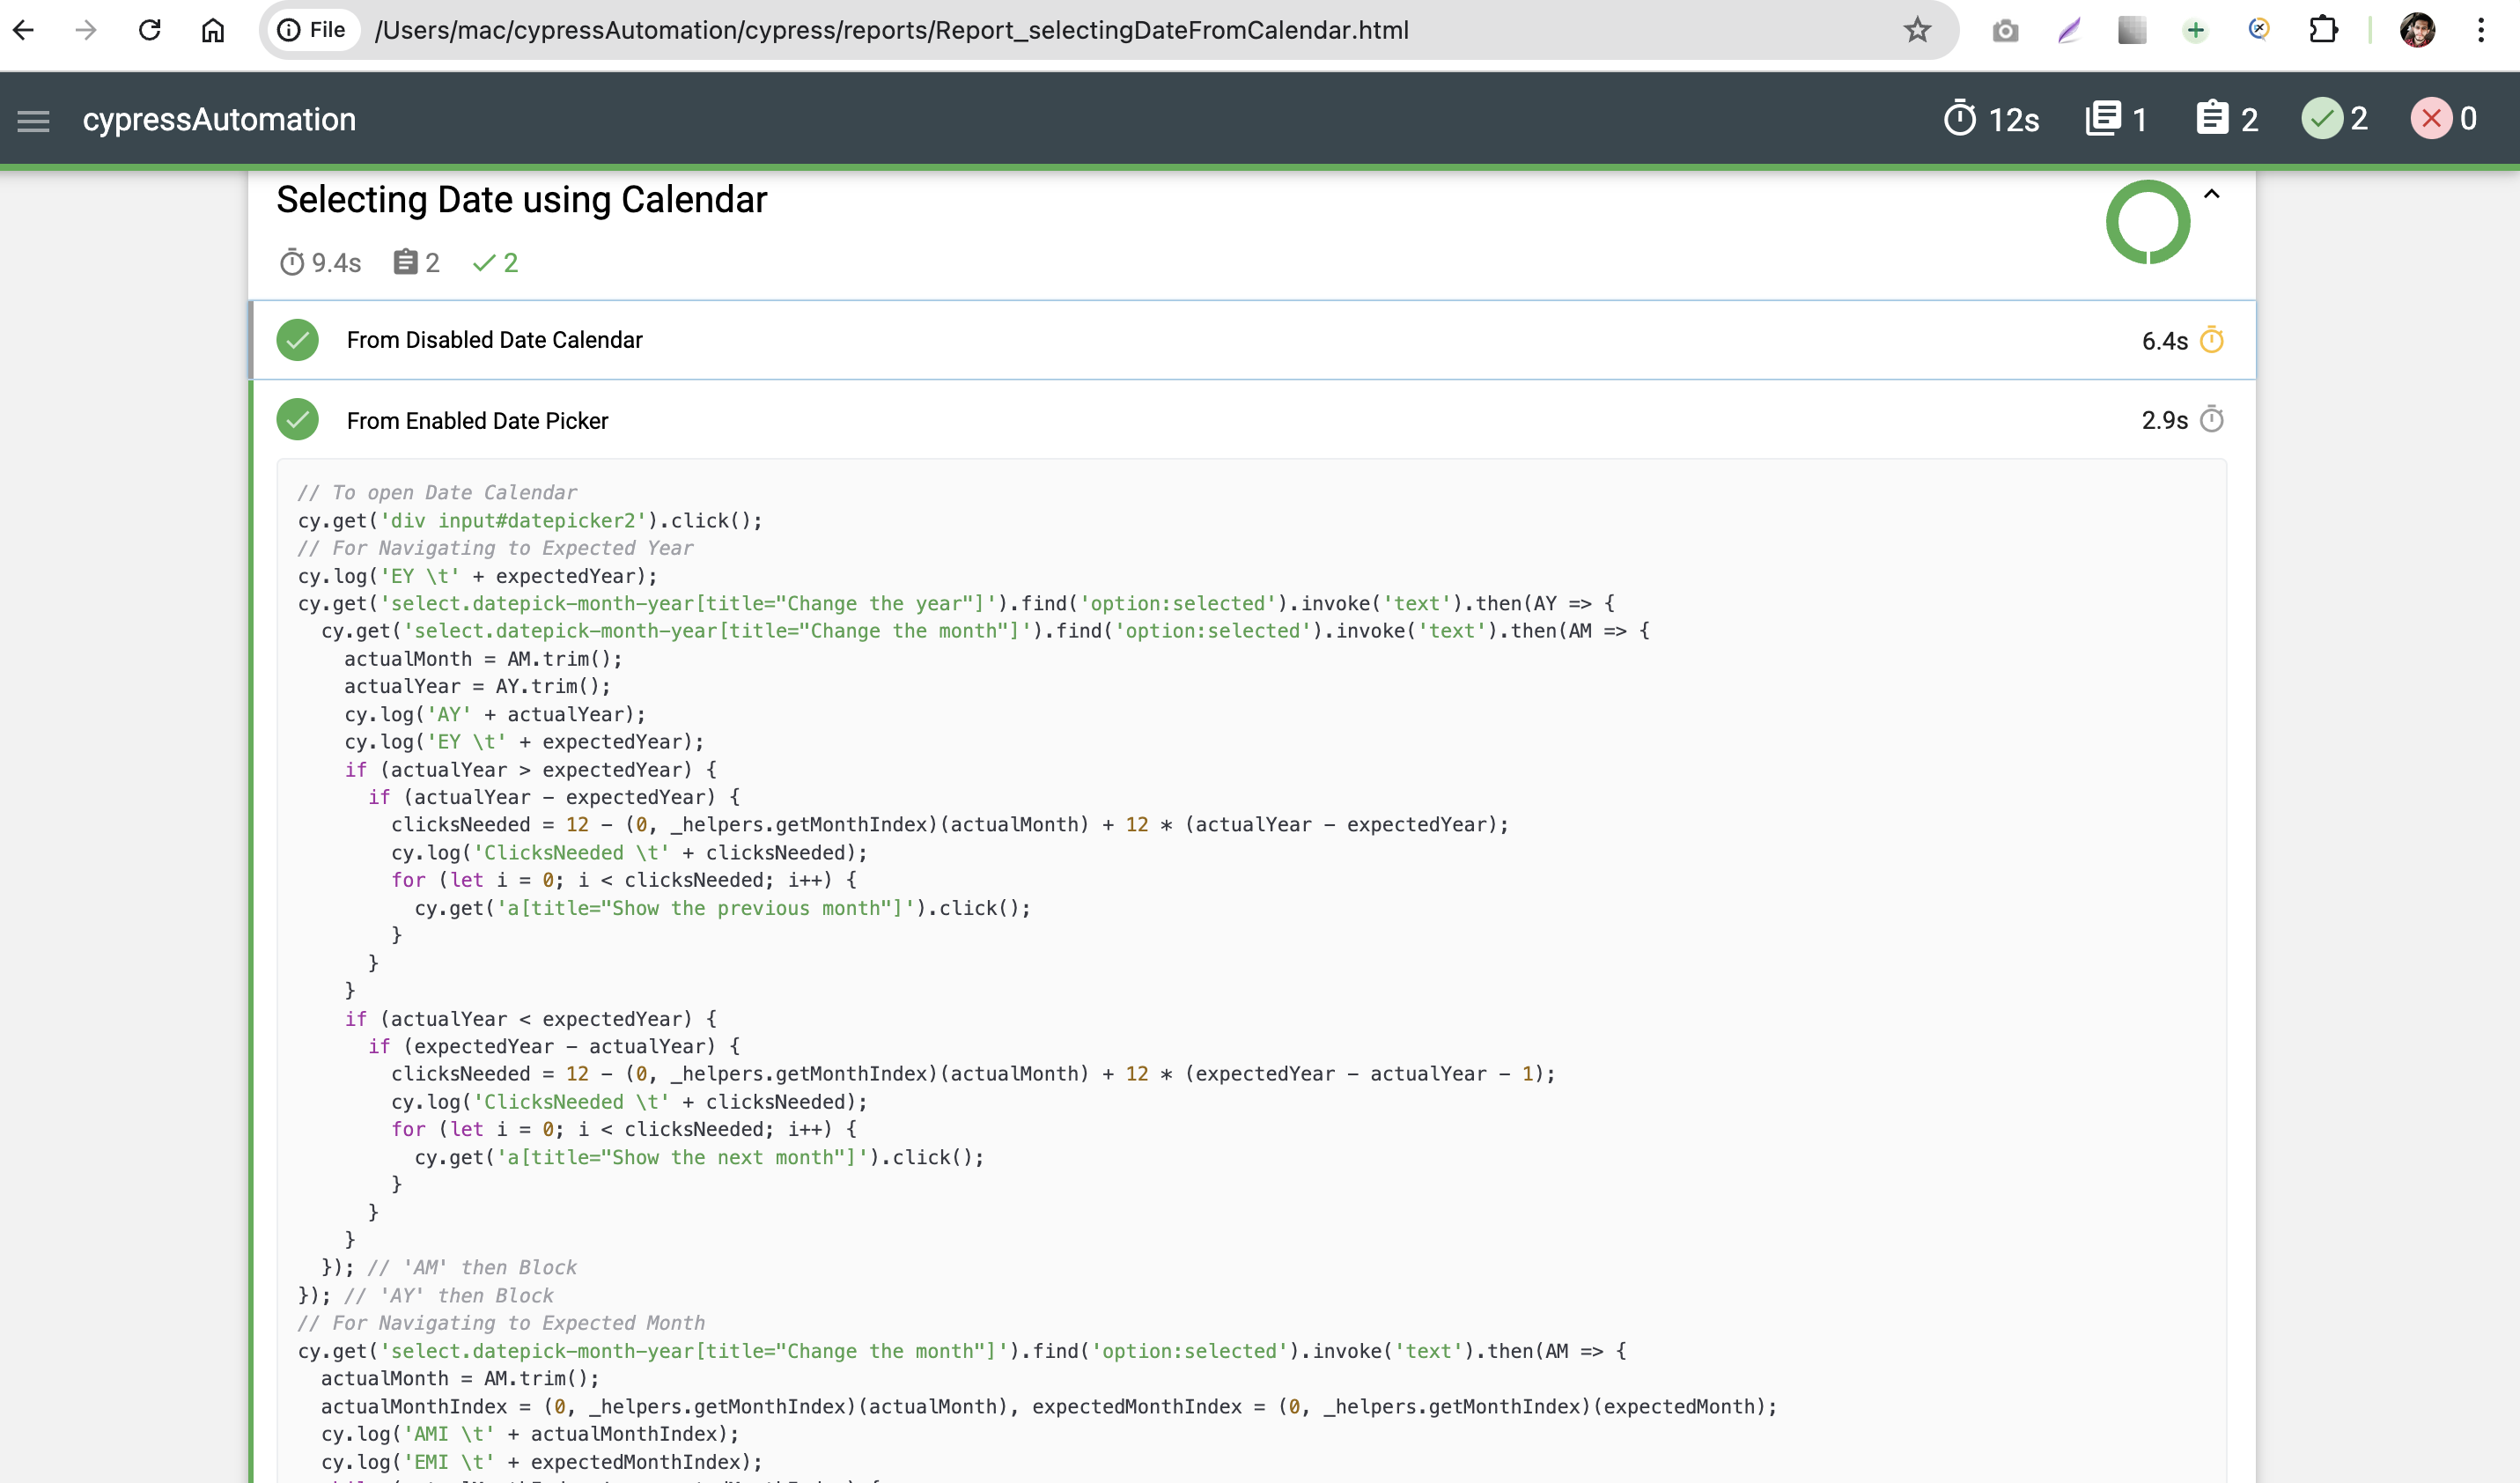 File /Users/mac/cypressAutomation/cypress/reports/Report_selectingDateFromCalendar.html
cypressAutomation 12s 1 2 2 0
Selecting Date using Calendar
9.4s 2 2
From Disabled Date Calendar 6.4s
From Enabled Date Picker 2.9s
// To open Date Calendar
cy.get('div input#datepicker2').click();
// For Navigating to Expected Year
cy.log('EY \t' + expectedYear);
cy.get('select.datepick-month-year[title="Change the year"]').find('option:selected').invoke('text').then(AY => {
  cy.get('select.datepick-month-year[title="Change the month"]').find('option:selected').invoke('text').then(AM => {
    actualMonth = AM.trim();
    actualYear = AY.trim();
    cy.log('AY' + actualYear);
    cy.log('EY \t' + expectedYear);
    if (actualYear > expectedYear) {
      if (actualYear - expectedYear) {
        clicksNeeded = 12 - (0, _helpers.getMonthIndex)(actualMonth) + 12 * (actualYear - expectedYear);
        cy.log('ClicksNeeded \t' + clicksNeeded);
        for (let i = 0; i < clicksNeeded; i++) {
          cy.get('a[title="Show the previous month"]').click();
        }
      }
    }
    if (actualYear < expectedYear) {
      if (expectedYear - actualYear) {
        clicksNeeded = 12 - (0, _helpers.getMonthIndex)(actualMonth) + 12 * (expectedYear - actualYear - 1);
        cy.log('ClicksNeeded \t' + clicksNeeded);
        for (let i = 0; i < clicksNeeded; i++) {
          cy.get('a[title="Show the next month"]').click();
        }
      }
    }
  }); // 'AM' then Block
}); // 'AY' then Block
// For Navigating to Expected Month
cy.get('select.datepick-month-year[title="Change the month"]').find('option:selected').invoke('text').then(AM => {
  actualMonth = AM.trim();
  actualMonthIndex = (0, _helpers.getMonthIndex)(actualMonth), expectedMonthIndex = (0, _helpers.getMonthIndex)(expectedMonth);
  cy.log('AMI \t' + actualMonthIndex);
  cy.log('EMI \t' + expectedMonthIndex);